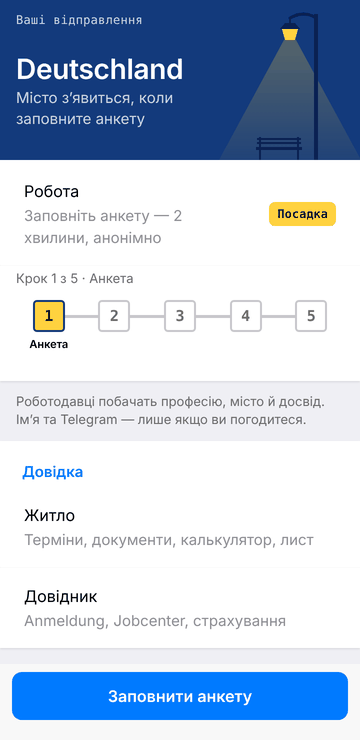 Ваші відправлення
Deutschland
Місто зʼявиться, коли
заповните анкету
Робота
Заповніть анкету — 2
хвилини, анонімно
Посадка
Крок 1 з 5 · Анкета
1 2 3 4 5
Анкета
Роботодавці побачать професію, місто й досвід.
Імʼя та Telegram — лише якщо ви погодитеся.
Довідка
Житло
Терміни, документи, калькулятор, лист
Довідник
Anmeldung, Jobcenter, страхування
Заповнити анкету